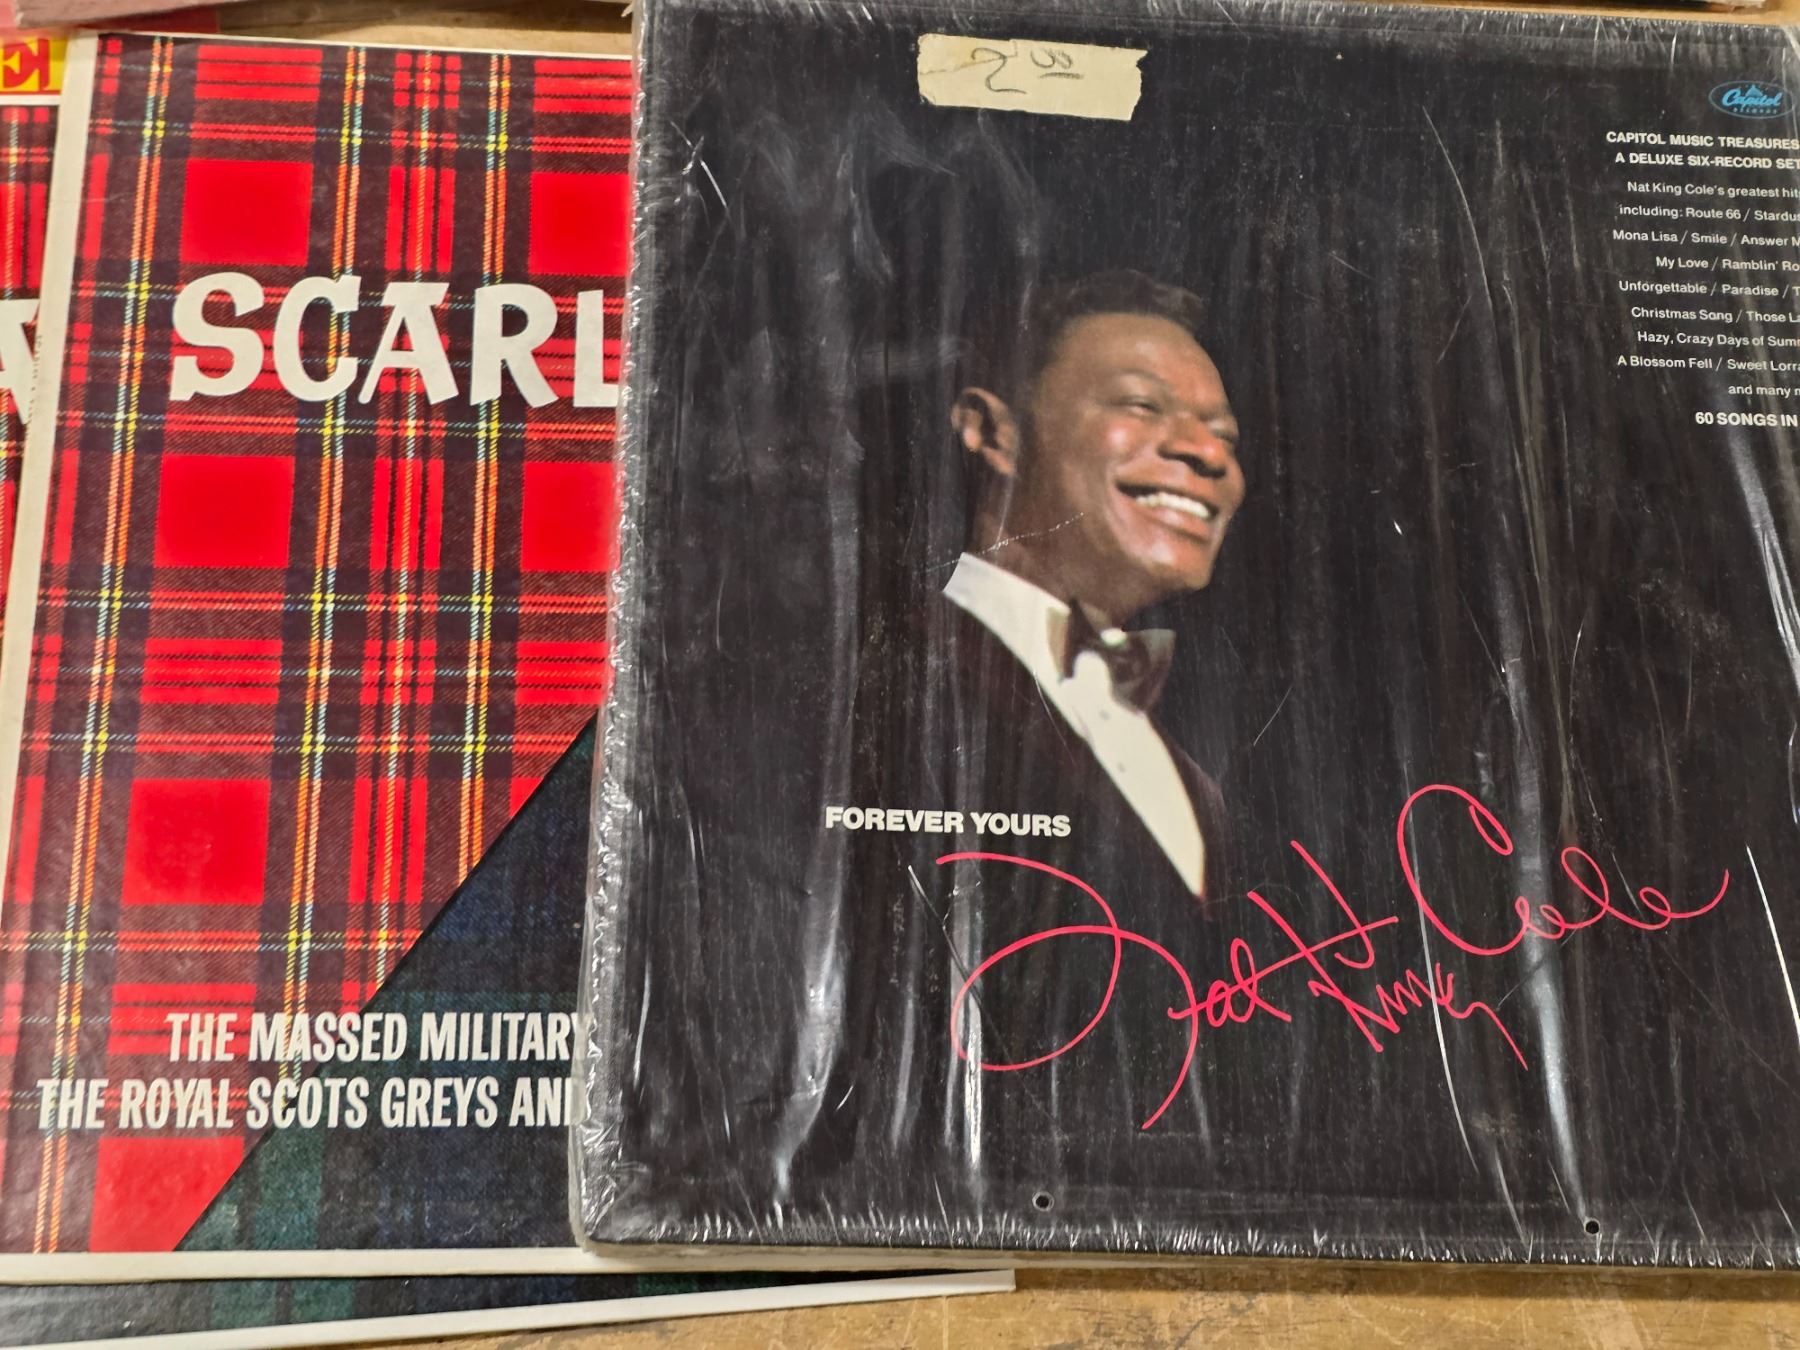 SCARL
THE MASSED MILITARY
THE ROYAL SCOTS GREYS AND
2.00
Capitol
RECORDS
CAPITOL MUSIC TREASURES
A DELUXE SIX-RECORD SET
Nat King Cole's greatest hits
including: Route 66 / Stardus
Mona Lisa / Smile / Answer M
My Love / Ramblin' Ro
Unforgettable / Paradise / T
Christmas Song / Those La
Hazy, Crazy Days of Summ
A Blossom Fell / Sweet Lorra
and many m
60 SONGS IN
FOREVER YOURS
Nat King Cole